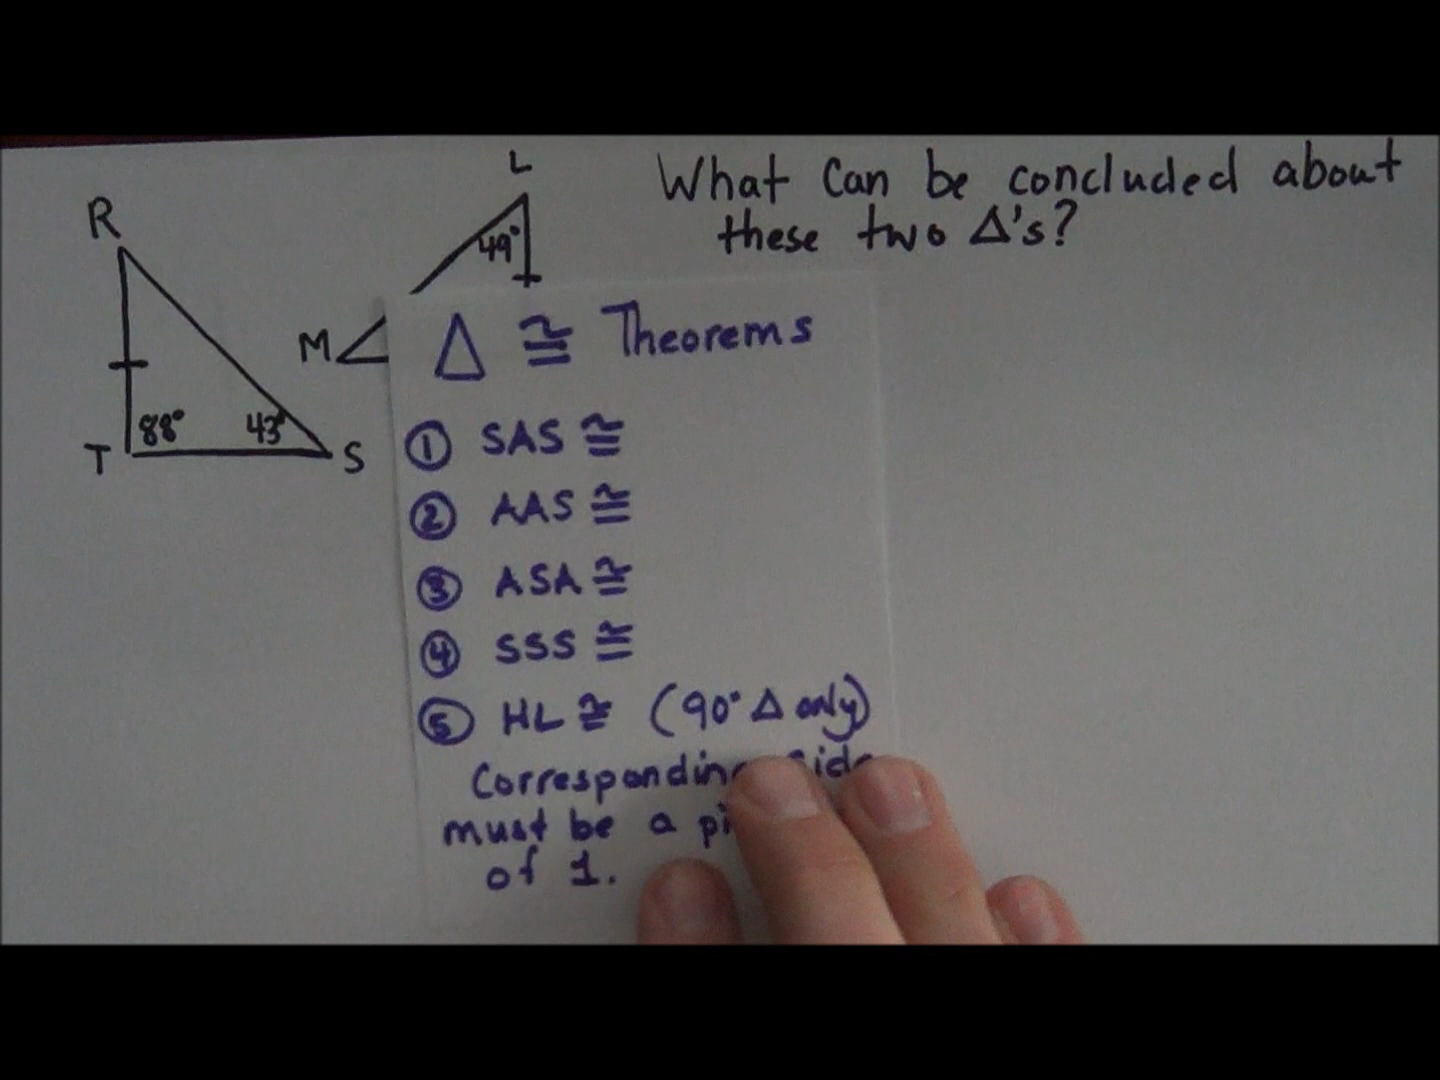 What can be concluded about
these two Δ's?
R
T
88°
43°
S
L
49°
M
Δ ≅ Theorems
① SAS ≅
② AAS ≅
③ ASA ≅
④ SSS ≅
⑤ HL ≅ (90° Δ only)
Corresponding
must be a
of 1.